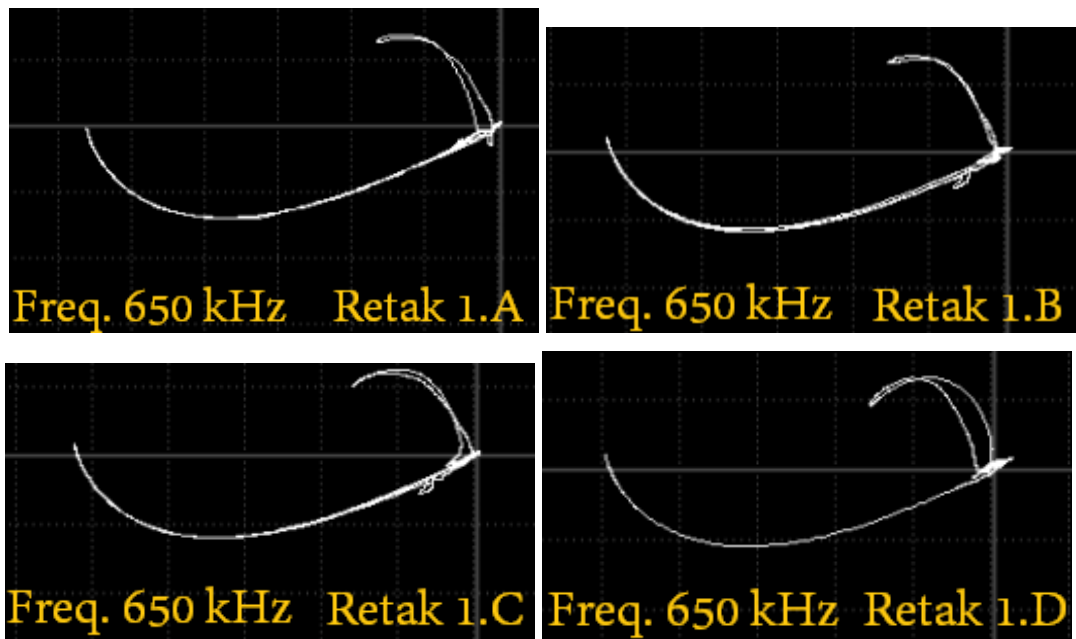 Freq. 650 kHz Retak 1.A
Freq. 650 kHz Retak 1.B
Freq. 650 kHz Retak 1.C
Freq. 650 kHz Retak 1.D